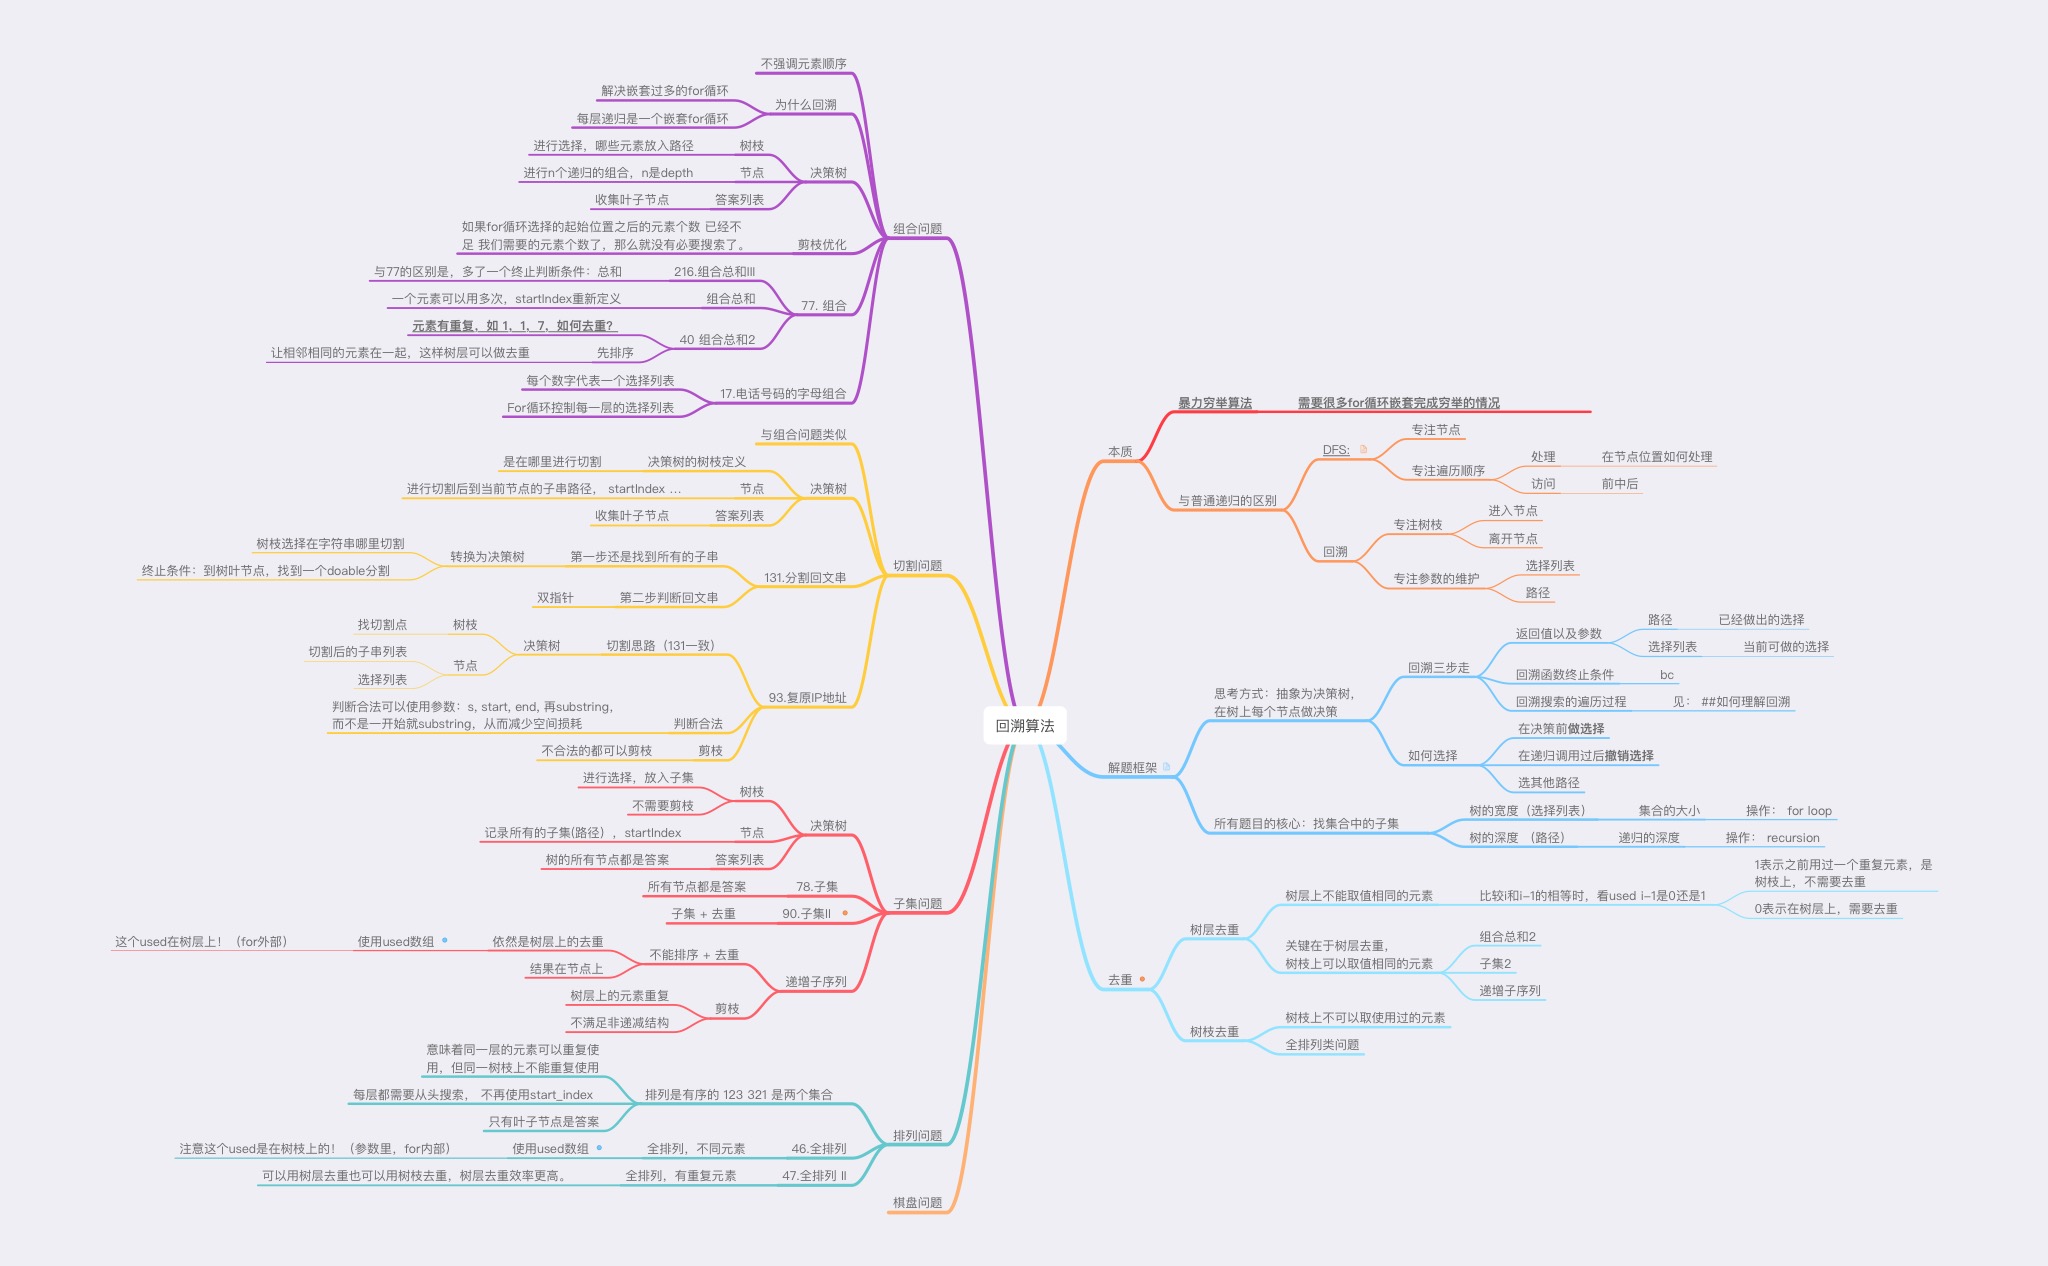 回溯算法
组合问题
不强调元素顺序
为什么回溯
解决嵌套过多的for循环
每层递归是一个嵌套for循环
决策树
树枝
进行选择，哪些元素放入路径
节点
进行n个递归的组合，n是depth
答案列表
收集叶子节点
剪枝优化
如果for循环选择的起始位置之后的元素个数 已经不
足 我们需要的元素个数了，那么就没有必要搜索了。
77. 组合
216.组合总和III
与77的区别是，多了一个终止判断条件：总和
组合总和
一个元素可以用多次，startIndex重新定义
40 组合总和2
元素有重复，如 1，1，7，如何去重？
先排序
让相邻相同的元素在一起，这样树层可以做去重
17.电话号码的字母组合
每个数字代表一个选择列表
For循环控制每一层的选择列表
切割问题
与组合问题类似
决策树
决策树的树枝定义
是在哪里进行切割
节点
进行切割后到当前节点的子串路径， startIndex ...
答案列表
收集叶子节点
131.分割回文串
第一步还是找到所有的子串
转换为决策树
树枝选择在字符串哪里切割
终止条件：到树叶节点，找到一个doable分割
第二步判断回文串
双指针
93.复原IP地址
切割思路（131一致）
决策树
树枝
找切割点
节点
切割后的子串列表
选择列表
判断合法
判断合法可以使用参数：s, start, end, 再substring,
而不是一开始就substring，从而减少空间损耗
剪枝
不合法的都可以剪枝
子集问题
决策树
树枝
进行选择，放入子集
不需要剪枝
节点
记录所有的子集(路径），startIndex
答案列表
树的所有节点都是答案
78.子集
所有节点都是答案
90.子集II
子集 + 去重
递增子序列
不能排序 + 去重
依然是树层上的去重
使用used数组
这个used在树层上！（for外部）
结果在节点上
剪枝
树层上的元素重复
不满足非递减结构
排列问题
排列是有序的 123 321 是两个集合
意味着同一层的元素可以重复使
用，但同一树枝上不能重复使用
每层都需要从头搜索， 不再使用start_index
只有叶子节点是答案
46.全排列
全排列，不同元素
使用used数组
注意这个used是在树枝上的！（参数里，for内部）
47.全排列 II
全排列，有重复元素
可以用树层去重也可以用树枝去重，树层去重效率更高。
棋盘问题
本质
暴力穷举算法
需要很多for循环嵌套完成穷举的情况
与普通递归的区别
DFS:
专注节点
专注遍历顺序
处理
在节点位置如何处理
访问
前中后
回溯
专注树枝
进入节点
离开节点
专注参数的维护
选择列表
路径
解题框架
思考方式：抽象为决策树，
在树上每个节点做决策
回溯三步走
返回值以及参数
路径
已经做出的选择
选择列表
当前可做的选择
回溯函数终止条件
bc
回溯搜索的遍历过程
见： ##如何理解回溯
如何选择
在决策前做选择
在递归调用过后撤销选择
选其他路径
所有题目的核心：找集合中的子集
树的宽度（选择列表）
集合的大小
操作： for loop
树的深度 （路径）
递归的深度
操作： recursion
去重
树层去重
树层上不能取值相同的元素
比较i和i-1的相等时，看used i-1是0还是1
1表示之前用过一个重复元素，是
树枝上，不需要去重
0表示在树层上，需要去重
关键在于树层去重，
树枝上可以取值相同的元素
组合总和2
子集2
递增子序列
树枝去重
树枝上不可以取使用过的元素
全排列类问题